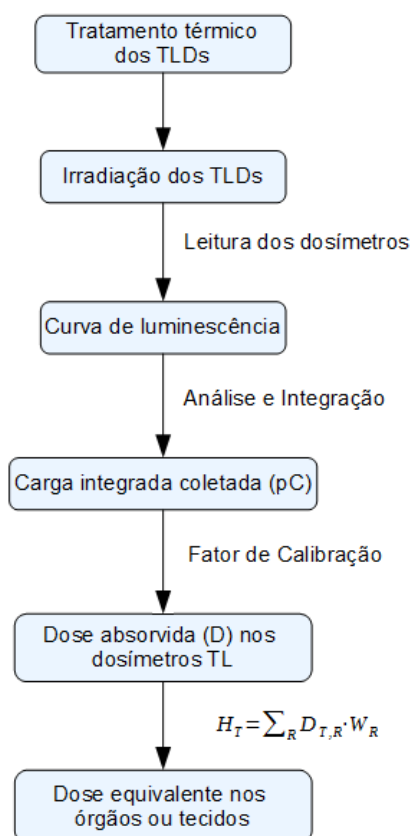 Tratamento térmico
dos TLDs
Irradiação dos TLDs
Leitura dos dosímetros
Curva de luminescência
Análise e Integração
Carga integrada coletada (pC)
Fator de Calibração
Dose absorvida (D) nos
dosímetros TL
H_T=∑_R D_{T,R}·W_R
Dose equivalente nos
órgãos ou tecidos